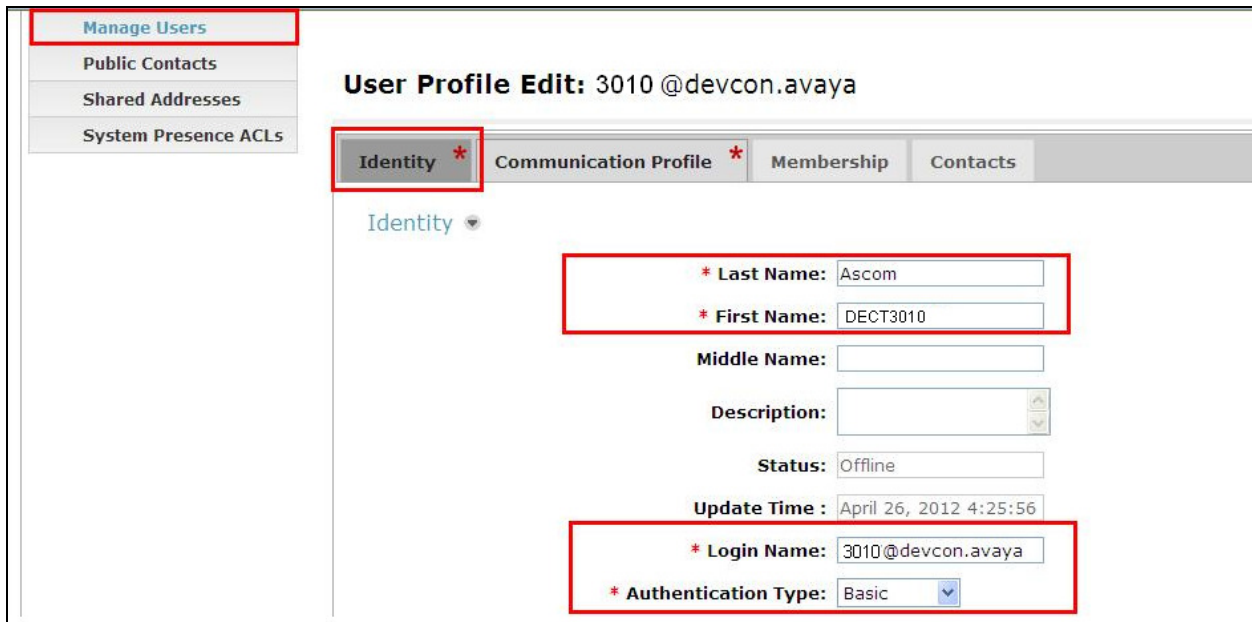 Manage Users
Public Contacts
Shared Addresses
System Presence ACLs
User Profile Edit: 3010 @devcon.avaya
Identity * Communication Profile * Membership Contacts
Identity
* Last Name: Ascom
* First Name: DECT3010
Middle Name:
Description:
Status: Offline
Update Time : April 26, 2012 4:25:56
* Login Name: 3010@devcon.avaya
* Authentication Type: Basic